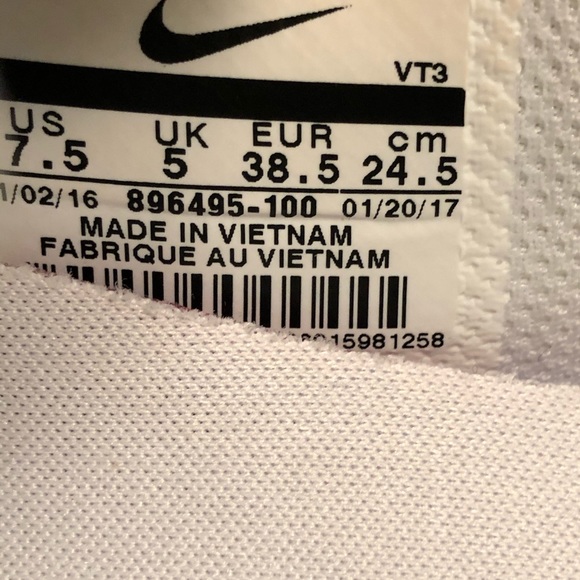 VT3
US UK EUR cm
7.5 5 38.5 24.5
1/02/16 896495-100 01/20/17
MADE IN VIETNAM
FABRIQUE AU VIETNAM
15981258